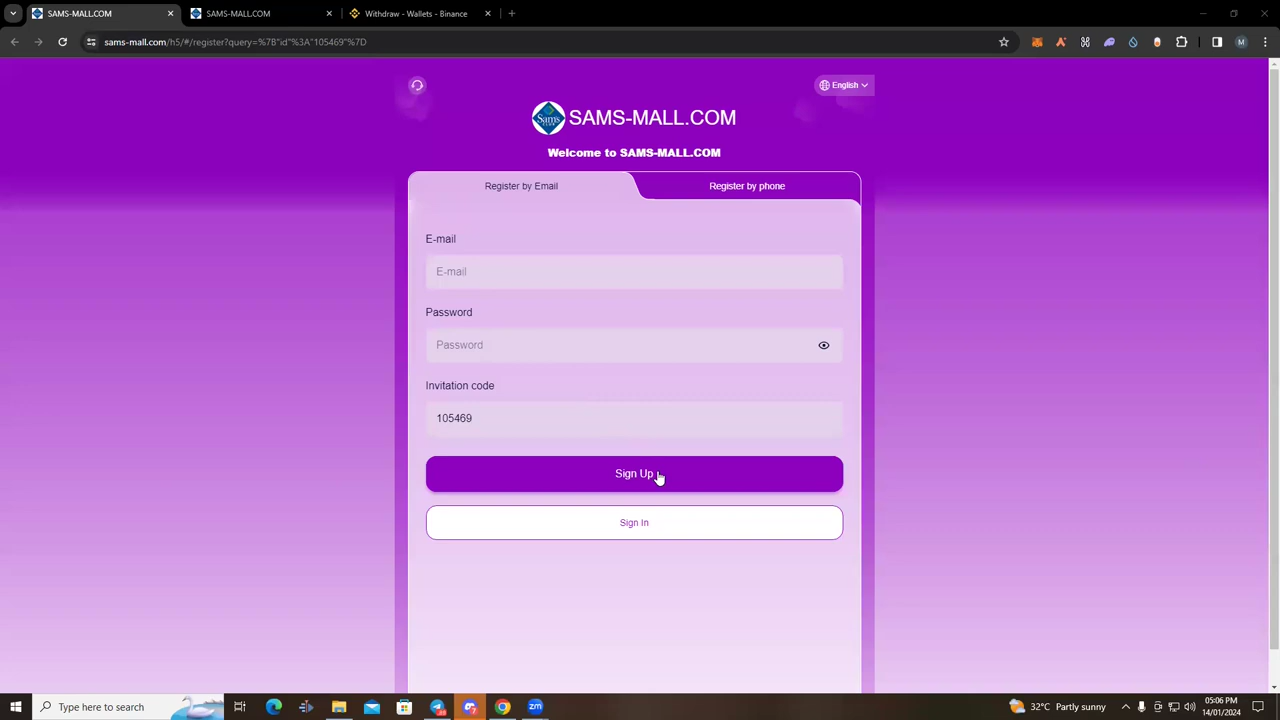 SAMS-MALL.COM
SAMS-MALL.COM
Withdraw - Wallets - Binance
sams-mall.com/h5/#/register?query=%7B"id"%3A"105469"%7D
M
English
Sams
CLUB
SAMS-MALL.COM
Welcome to SAMS-MALL.COM
Register by Email
Register by phone
E-mail
E-mail
Password
Password
Invitation code
105469
Sign Up
Sign In
Type here to search
zm
32°C Partly sunny
05:06 PM
14/01/2024